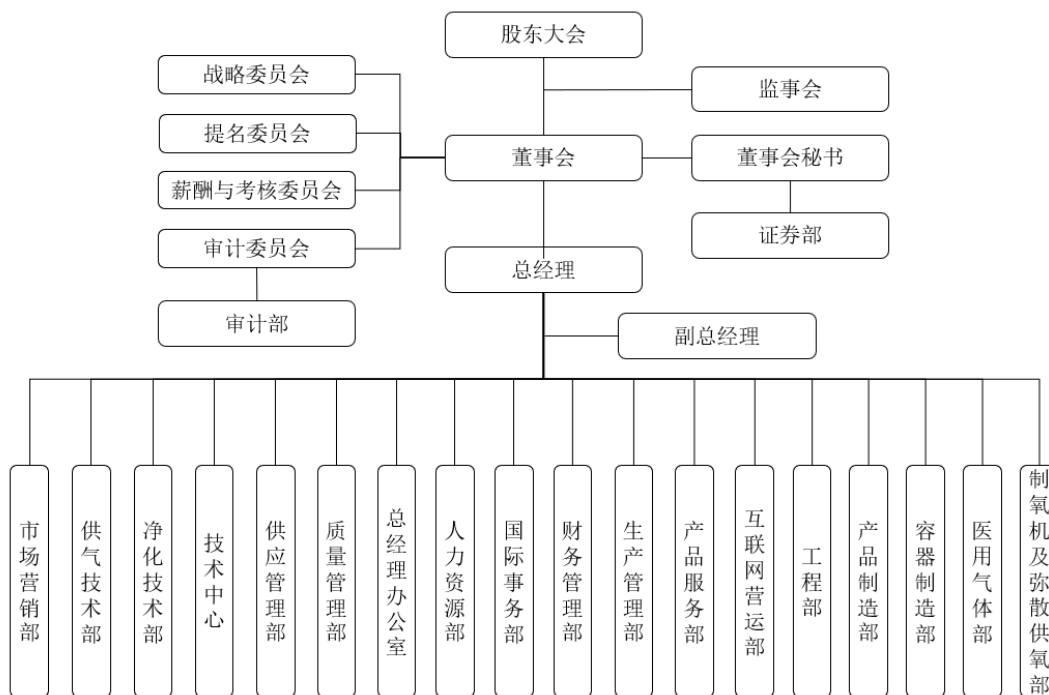 股东大会
战略委员会
监事会
提名委员会
董事会
董事会秘书
薪酬与考核委员会
审计委员会
证券部
总经理
审计部
副总经理
市场营销部
供气技术部
净化技术部
技术中心
供应管理部
质量管理部
总经理办公室
人力资源部
国际事务部
财务管理部
生产管理部
产品服务部
互联网营运部
工程部
产品制造部
容器制造部
医用气体部
制氧机及弥散供氧部